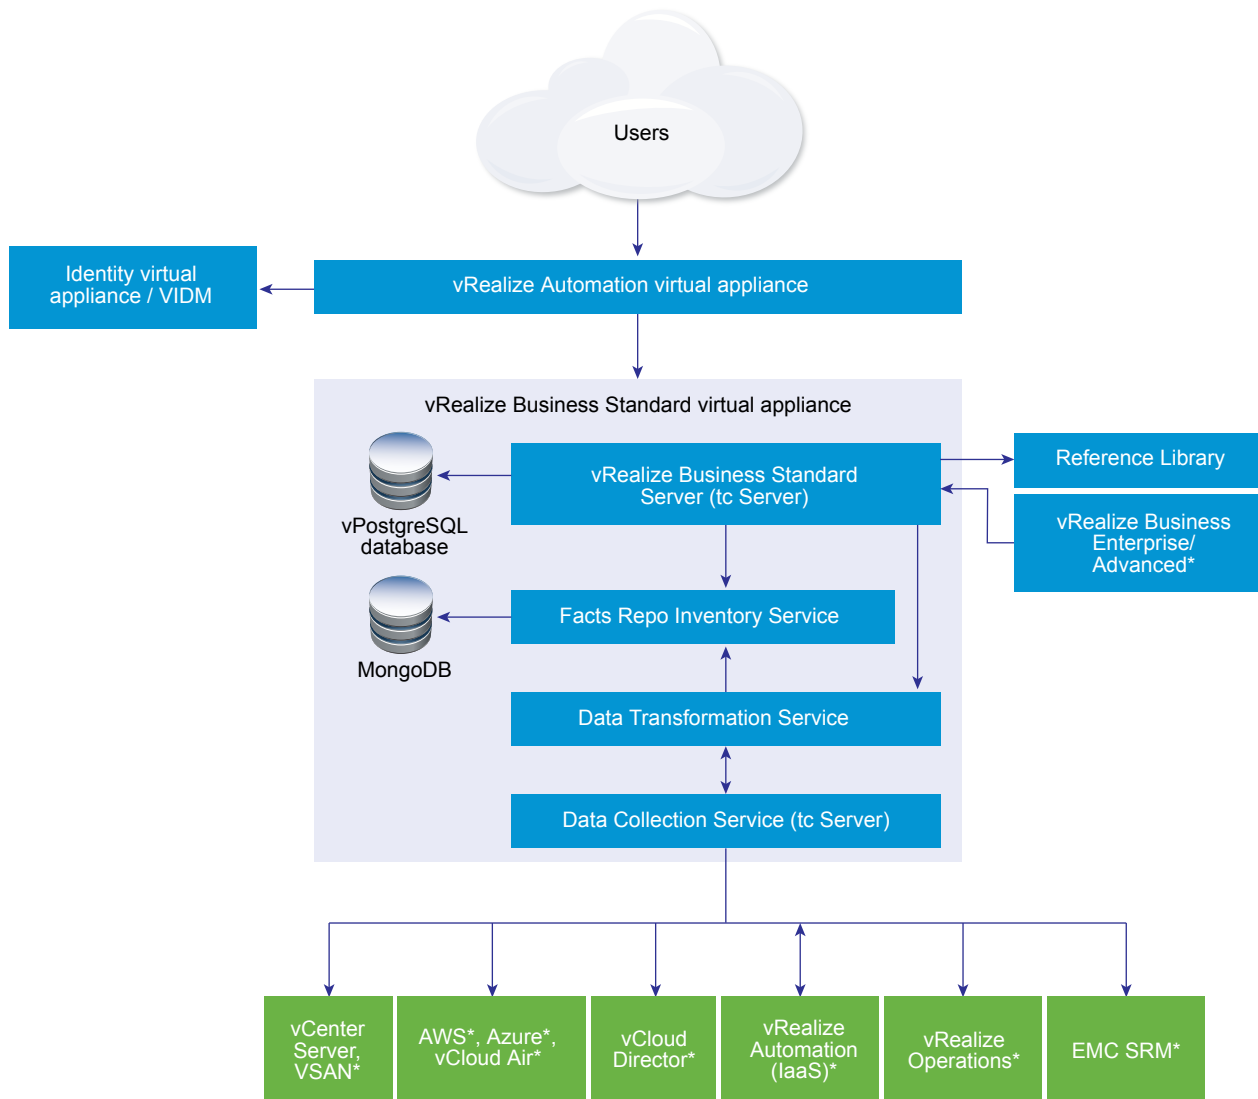 Users
Identity virtual
appliance / VIDM
vRealize Automation virtual appliance
vRealize Business Standard virtual appliance
vRealize Business Standard
Server (tc Server)
vPostgreSQL
database
Reference Library
vRealize Business
Enterprise/
Advanced*
Facts Repo Inventory Service
MongoDB
Data Transformation Service
Data Collection Service (tc Server)
vCenter
Server,
VSAN*
AWS*, Azure*,
vCloud Air*
vCloud
Director*
vRealize
Automation
(IaaS)*
vRealize
Operations*
EMC SRM*